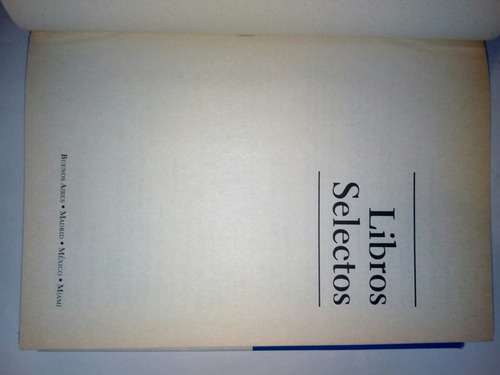 Libros
Selectos
BUENOS AIRES • MADRID • MÉXICO • MIAMI